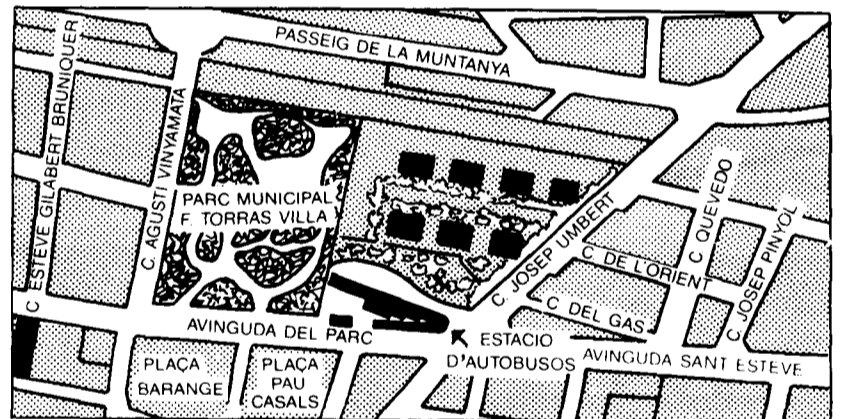 PASSEIG DE LA MUNTANYA
C. ESTEVE GILABERT BRUNIQUER
C. AGUSTI VINYAMATA
PARC MUNICIPAL
F. TORRAS VILLA
C. JOSEP UMBERT
C. QUEVEDO
C. JOSEP PINYOL
C. DE L'ORIENT
C. DEL GAS
AVINGUDA DEL PARC
ESTACIO
D'AUTOBUSOS
AVINGUDA SANT ESTEVE
PLAÇA
BARANGE
PLAÇA
PAU
CASALS